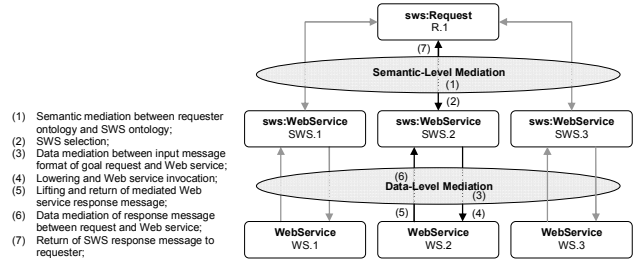 sws:Request
R.1
(7)
Semantic-Level Mediation
(1)
(2)
sws:WebService
SWS.1
sws:WebService
SWS.2
sws:WebService
SWS.3
(6)
Data-Level Mediation
(3)
(5)
(4)
WebService
WS.1
WebService
WS.2
WebService
WS.3
(1) Semantic mediation between requester
ontology and SWS ontology;
(2) SWS selection;
(3) Data mediation between input message
format of goal request and Web service;
(4) Lowering and Web service invocation;
(5) Lifting and return of mediated Web
service response message;
(6) Data mediation of response message
between request and Web service;
(7) Return of SWS response message to
requester;